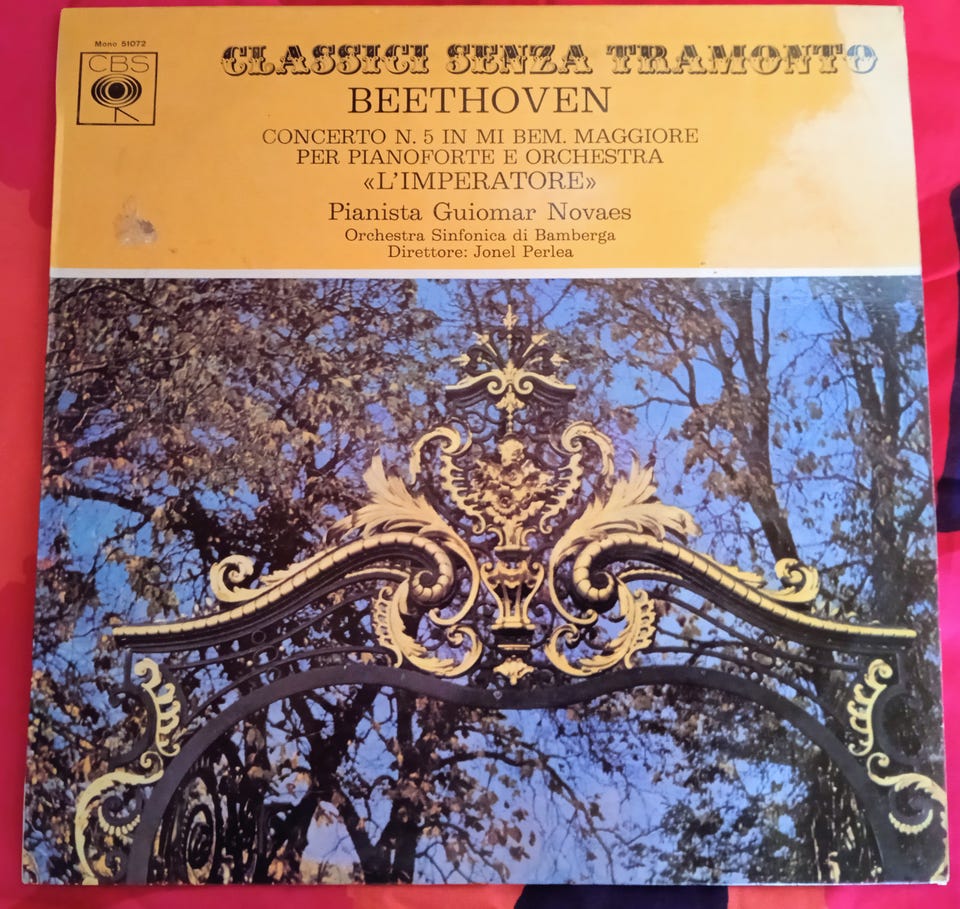 Mono 51072
CBS
CLASSICI SENZA TRAMONTO
BEETHOVEN
CONCERTO N. 5 IN MI BEM. MAGGIORE
PER PIANOFORTE E ORCHESTRA
«L'IMPERATORE»
Pianista Guiomar Novaes
Orchestra Sinfonica di Bamberga
Direttore: Jonel Perlea